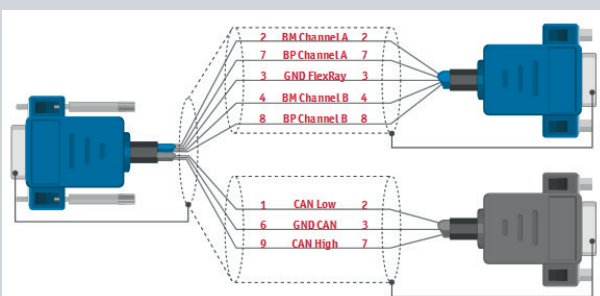 2 BM Channel A 2
7 BP Channel A 7
3 GND FlexRay 3
4 BM Channel B 4
8 BP Channel B 8
1 CAN Low 2
6 GND CAN 3
9 CAN High 7